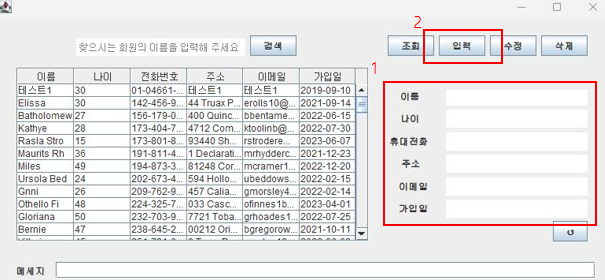 2
찾으시는 회원의 이름을 입력해 주세요 검색 조회 입력 수정 삭제
1
이름 나이 전화번호 주소 이메일 가입일
테스트1 30 01-04661-... 테스트1 테스트1 2019-09-10
Elissa 30 142-456-9... 44 Truax P... erolls10@... 2021-09-14
Batholomew 27 156-179-0... 400 Quinc... bbentame... 2022-06-15
Kathye 28 173-404-7... 4712 Corn... ktoolinb@... 2022-07-30
Rasla Stro 15 173-801-8... 93440 Sh... rstrodere... 2023-06-07
Maurits Rh 36 191-811-4... 1 Declarati... mrhydderc... 2021-12-23
Miles 49 194-873-3... 81248 Cor... mcramer1... 2022-12-20
Ursola Bed 24 202-673-4... 594 Hollo... ubeddows... 2022-02-15
Gnni 26 209-762-9... 457 Calia... gmorsley4... 2022-02-14
Othello Fi 48 224-325-7... 033 Casc... ofinnes1b... 2023-04-01
Gloriana 50 232-703-9... 7721 Toba... grhoades1... 2022-07-25
Bernie 47 238-645-2... 00212 Ori... bgregorow... 2021-10-11
이름
나이
휴대전화
주소
이메일
가입일
메세지